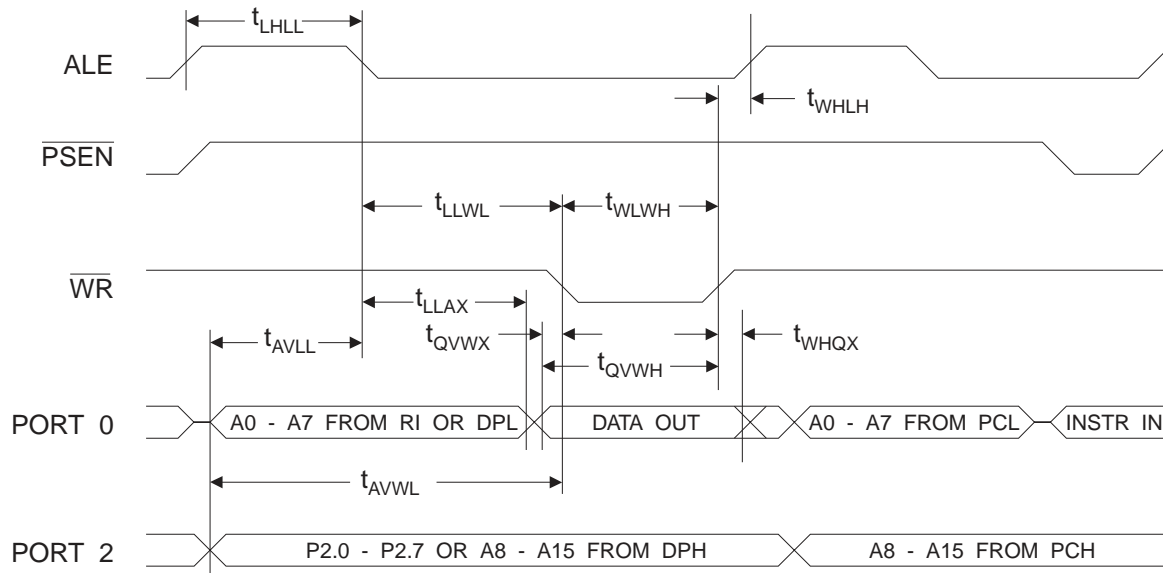 tLHLL
ALE
tWHLH
PSEN
tLLWL
tWLWH
WR
tLLAX
tAVLL
tQVWX
tWHQX
tQVWH
PORT 0
A0 - A7 FROM RI OR DPL
DATA OUT
A0 - A7 FROM PCL
INSTR IN
tAVWL
PORT 2
P2.0 - P2.7 OR A8 - A15 FROM DPH
A8 - A15 FROM PCH